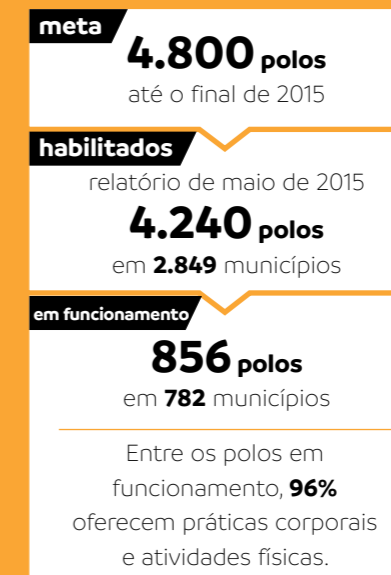 meta
4.800 polos
até o final de 2015
habilitados
relatório de maio de 2015
4.240 polos
em 2.849 municípios
em funcionamento
856 polos
em 782 municípios
Entre os polos em
funcionamento, 96%
oferecem práticas corporais
e atividades físicas.